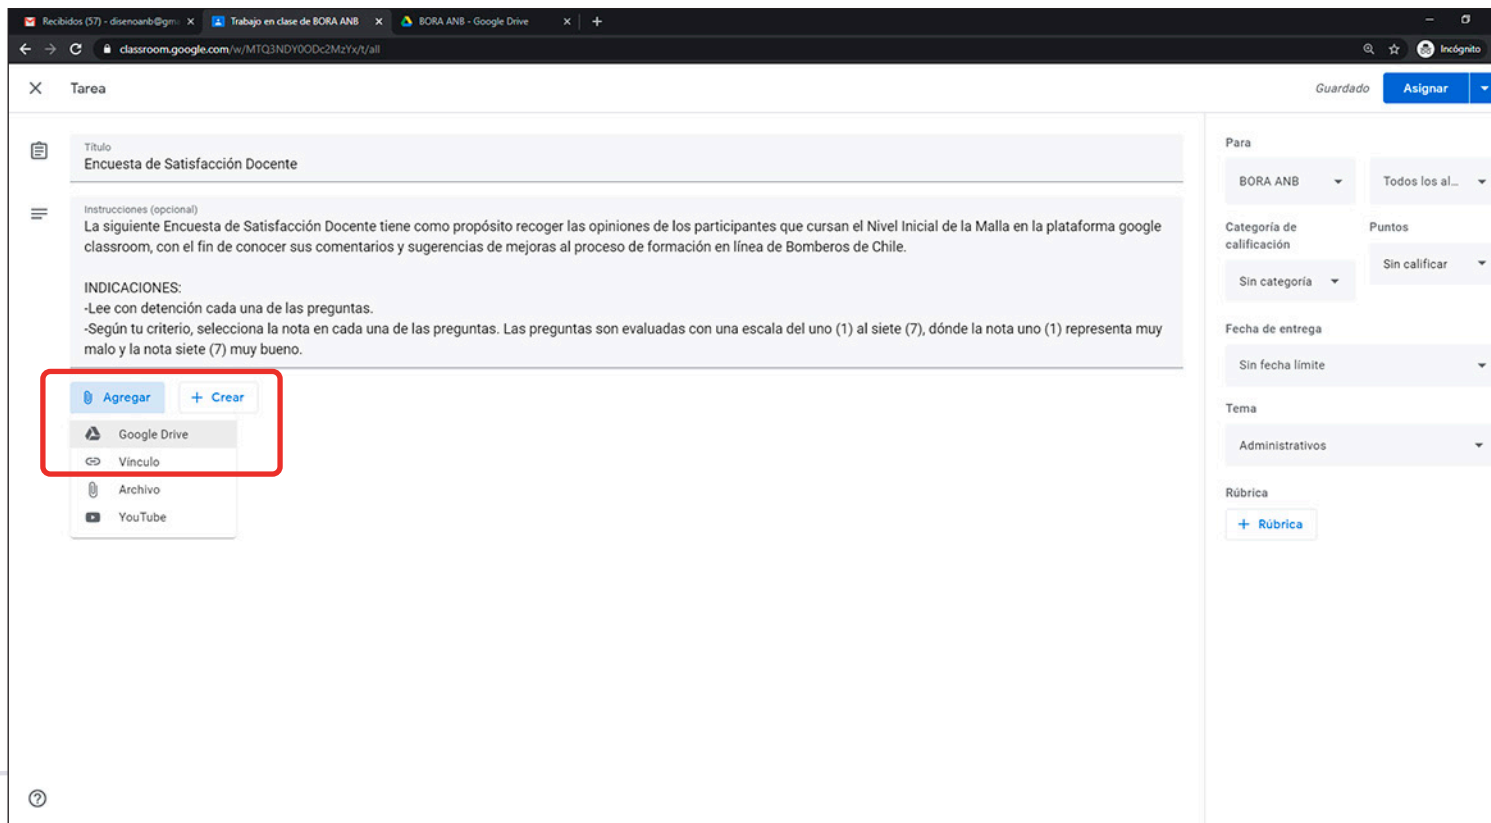 Recibidos (57) - disenoanb@gm
Trabajo en clase de BORA ANB
BORA ANB - Google Drive
classroom.google.com/w/MTQ3NDY0ODc2MzYx/t/all
Incógnito
Tarea
Guardado
Asignar
Título
Encuesta de Satisfacción Docente
Instrucciones (opcional)
La siguiente Encuesta de Satisfacción Docente tiene como propósito recoger las opiniones de los participantes que cursan el Nivel Inicial de la Malla en la plataforma google
classroom, con el fin de conocer sus comentarios y sugerencias de mejoras al proceso de formación en línea de Bomberos de Chile.
INDICACIONES:
-Lee con detención cada una de las preguntas.
-Según tu criterio, selecciona la nota en cada una de las preguntas. Las preguntas son evaluadas con una escala del uno (1) al siete (7), dónde la nota uno (1) representa muy
malo y la nota siete (7) muy bueno.
Agregar
+ Crear
Google Drive
Vínculo
Archivo
YouTube
Para
BORA ANB
Todos los al...
Categoría de
calificación
Puntos
Sin categoría
Sin calificar
Fecha de entrega
Sin fecha límite
Tema
Administrativos
Rúbrica
+ Rúbrica